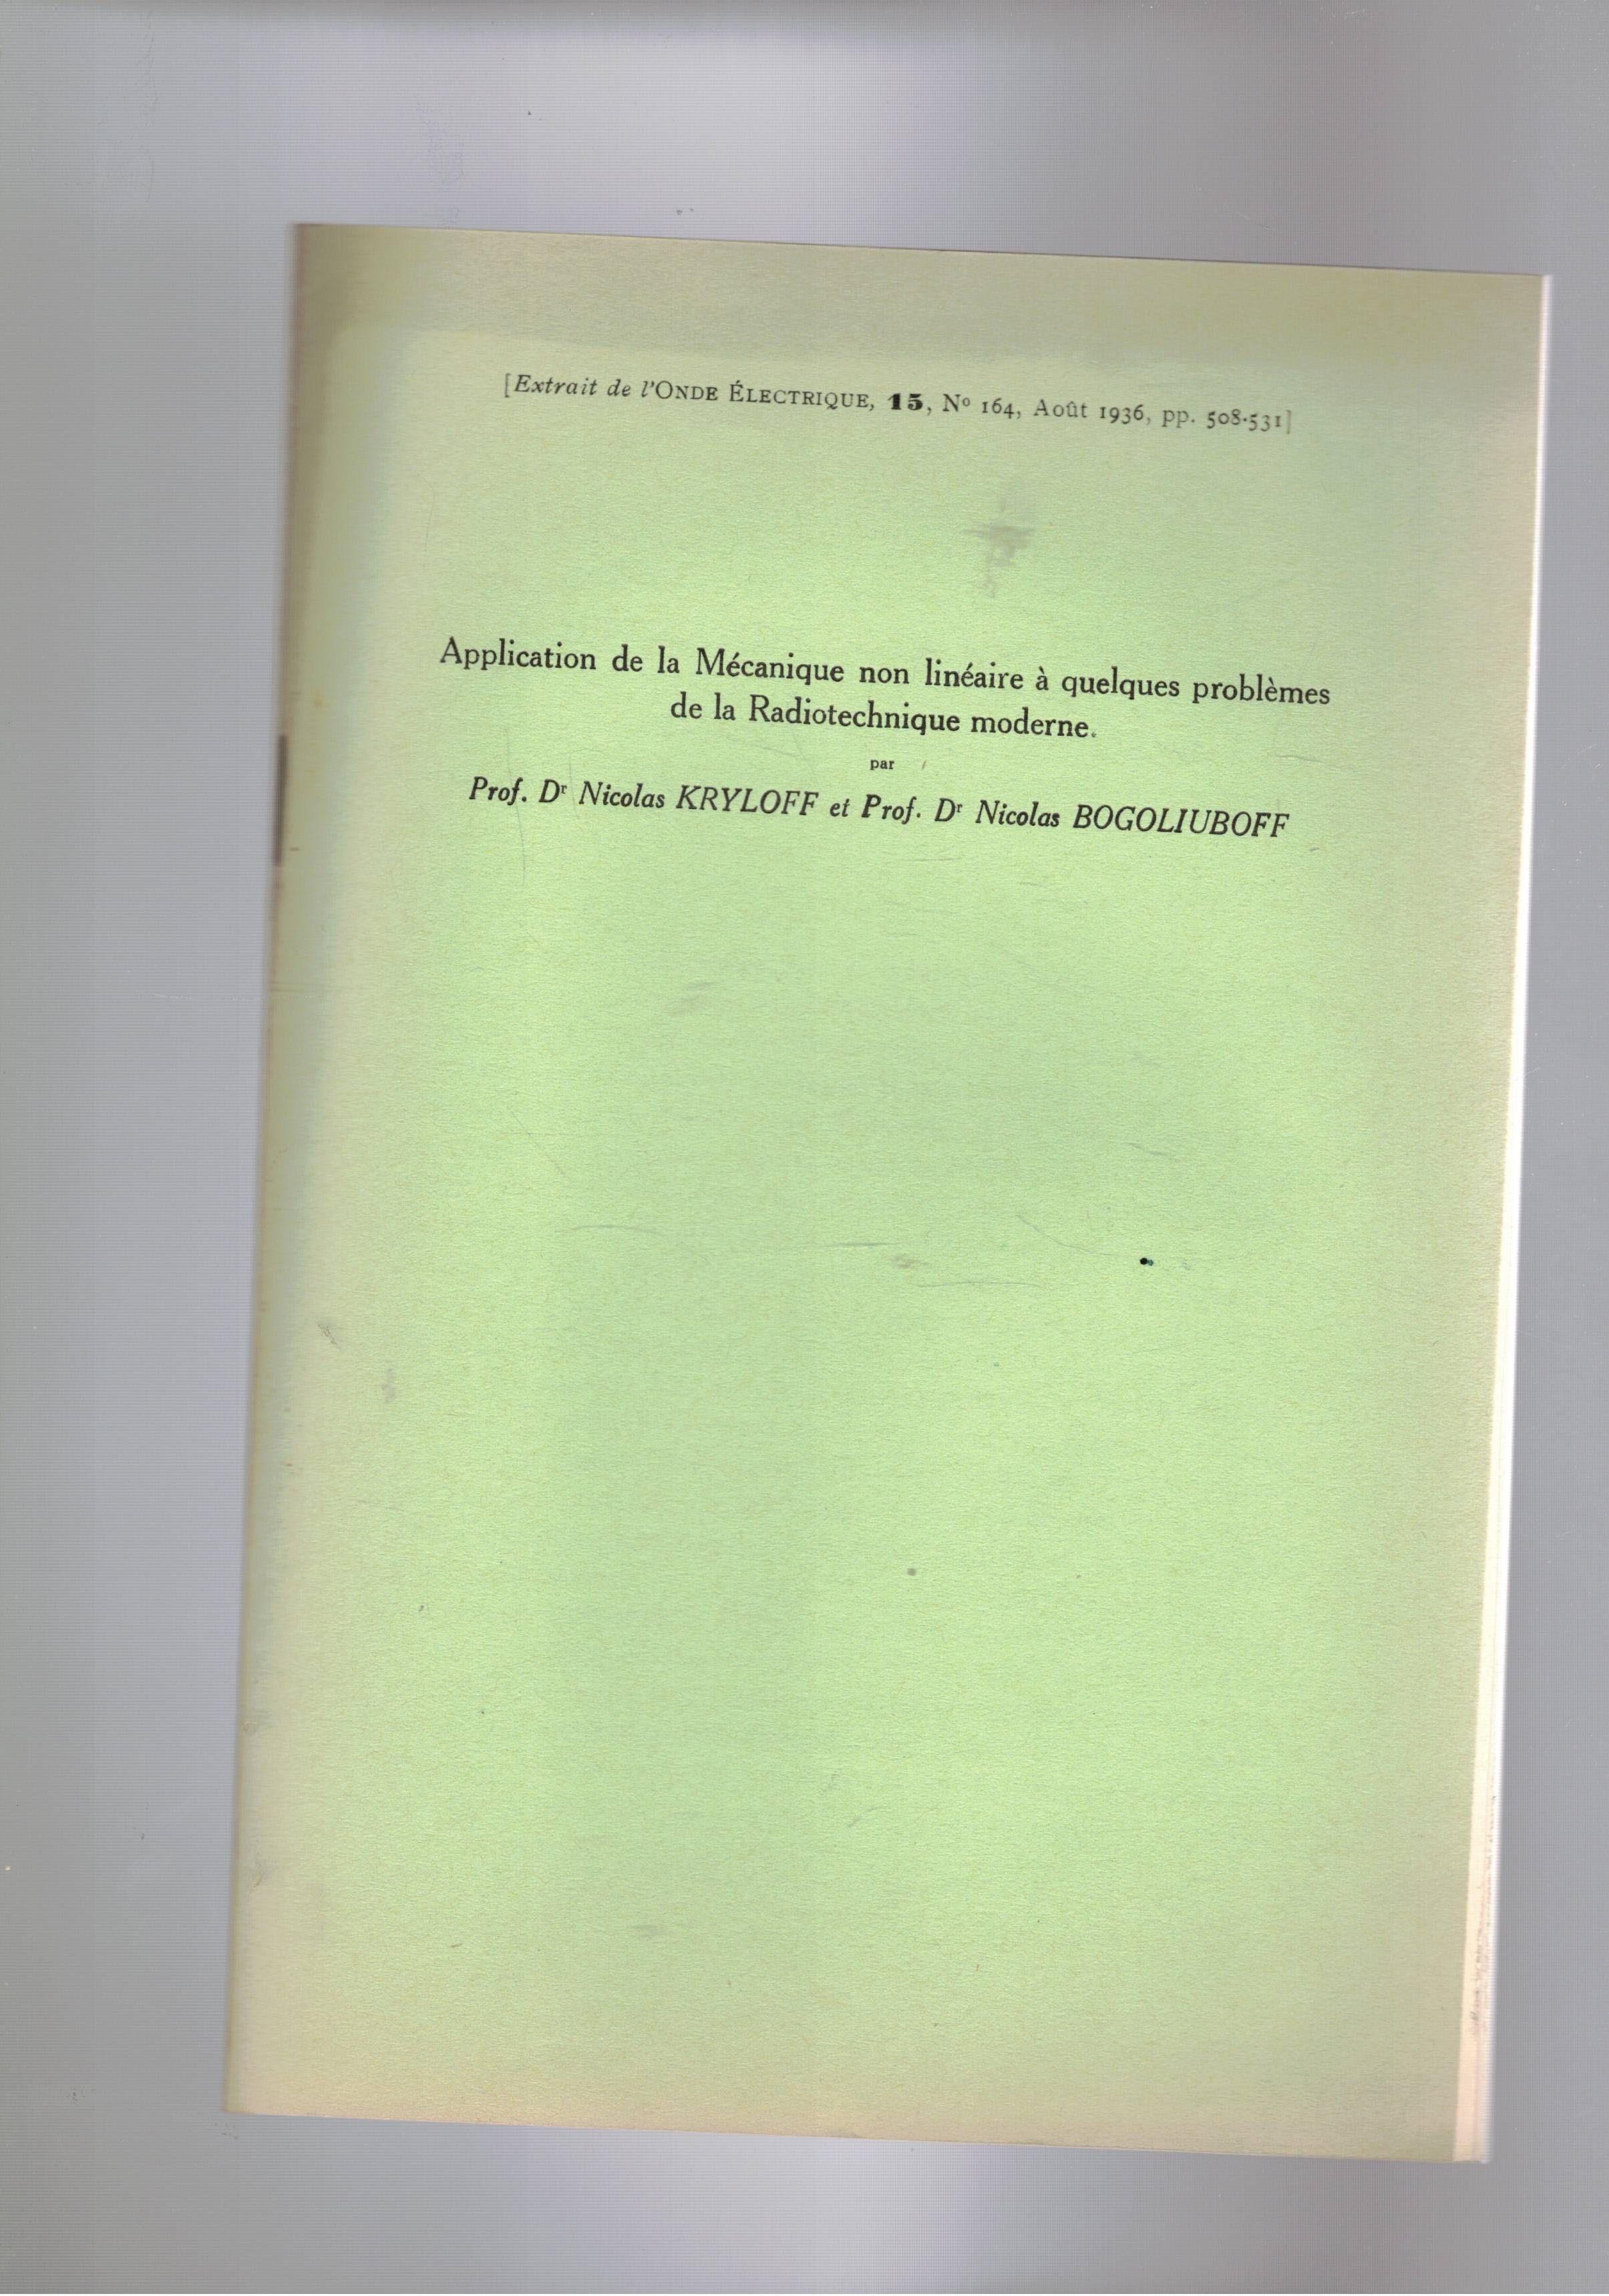 [Extrait de l'ONDE ÉLECTRIQUE, 15, Nº 164, Août 1936, pp. 508-531]
Application de la Mécanique non linéaire à quelques problèmes
de la Radiotechnique moderne.
par
Prof. Dr Nicolas KRYLOFF et Prof. Dr Nicolas BOGOLIUBOFF